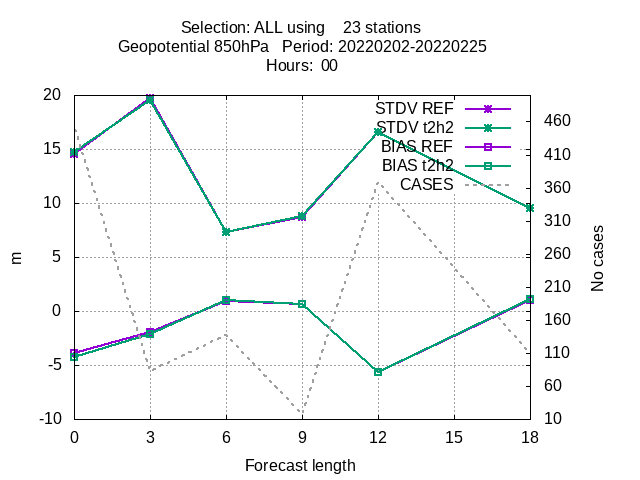 Selection: ALL using    23 stations
Geopotential 850hPa   Period: 20220202-20220225
Hours:  00
STDV REF
STDV t2h2
BIAS REF
BIAS t2h2
CASES
20
15
10
5
0
-5
-10
m
460
410
360
310
260
210
160
110
60
10
No cases
0 3 6 9 12 15 18
Forecast length